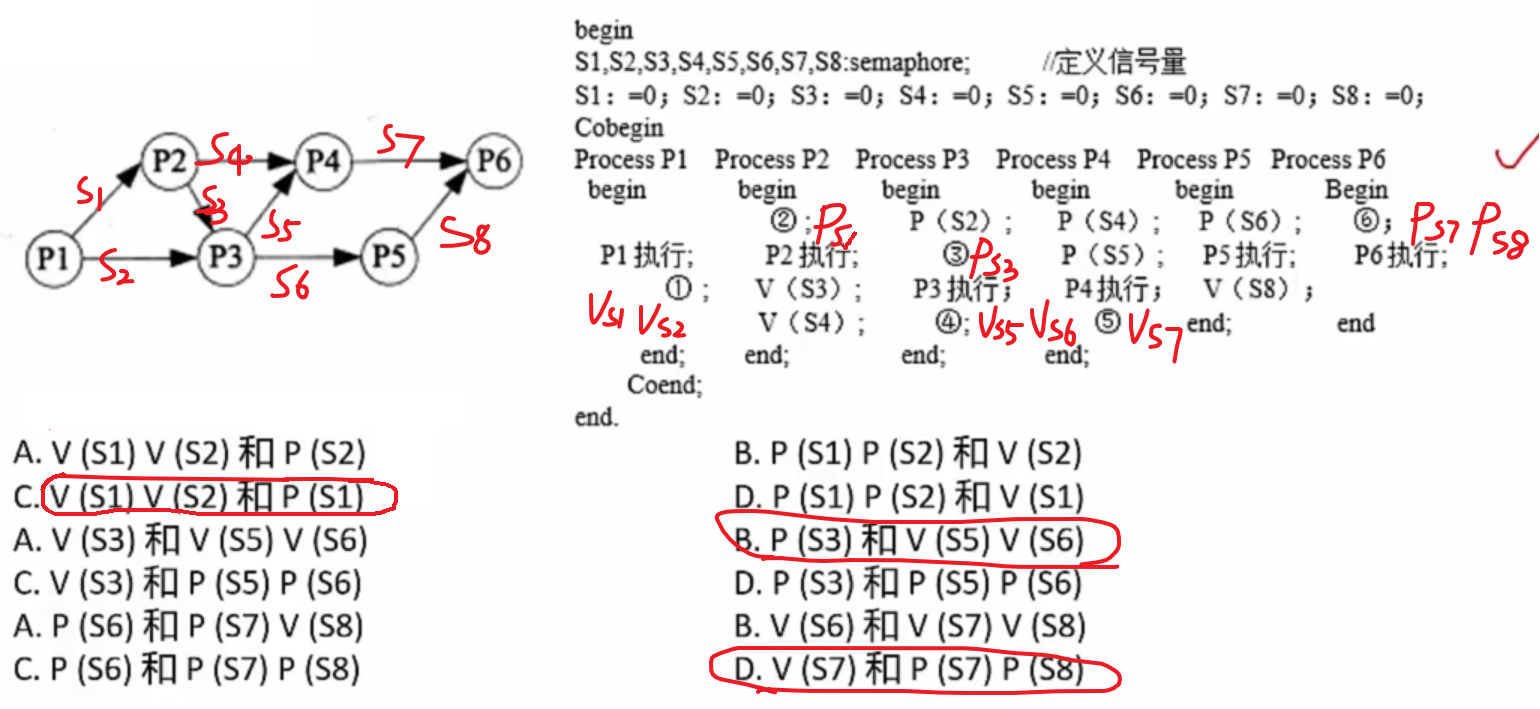 begin
S1,S2,S3,S4,S5,S6,S7,S8:semaphore; //定义信号量
S1：=0；S2：=0；S3：=0；S4：=0；S5：=0；S6：=0；S7：=0；S8：=0；
Cobegin
Process P1 Process P2 Process P3 Process P4 Process P5 Process P6
begin begin begin begin begin Begin
②; PS1 P（S2）; P（S4）; P（S6）; ⑥; PS7 PS8
P1执行; P2执行; ③ PS3 P（S5）; P5执行; P6执行;
①; V（S3）; P3执行; P4执行; V（S8）;
VS1 VS2 V（S4）; ④; VS5 VS6 ⑤ VS7 end; end
end; end; end; end;
Coend;
end.
P2 S4 P4 S7 P6
S1 S3 S5 S8
P1 S2 P3 S6 P5
A. V (S1) V (S2) 和 P (S2) B. P (S1) P (S2) 和 V (S2)
C. V (S1) V (S2) 和 P (S1) D. P (S1) P (S2) 和 V (S1)
A. V (S3) 和 V (S5) V (S6) B. P (S3) 和 V (S5) V (S6)
C. V (S3) 和 P (S5) P (S6) D. P (S3) 和 P (S5) P (S6)
A. P (S6) 和 P (S7) V (S8) B. V (S6) 和 V (S7) V (S8)
C. P (S6) 和 P (S7) P (S8) D. V (S7) 和 P (S7) P (S8)